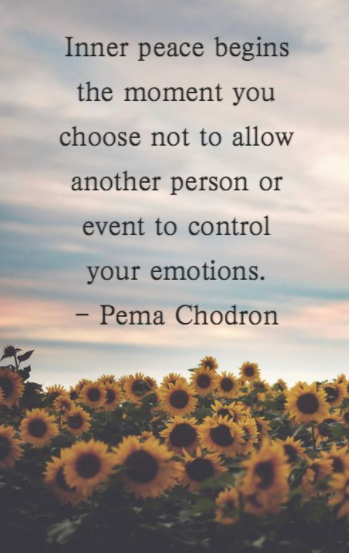 Inner peace begins
the moment you
choose not to allow
another person or
event to control
your emotions.
– Pema Chodron